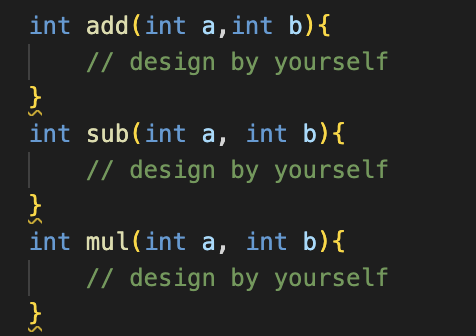 int add(int a,int b){
    // design by yourself
}
int sub(int a, int b){
    // design by yourself
}
int mul(int a, int b){
    // design by yourself
}